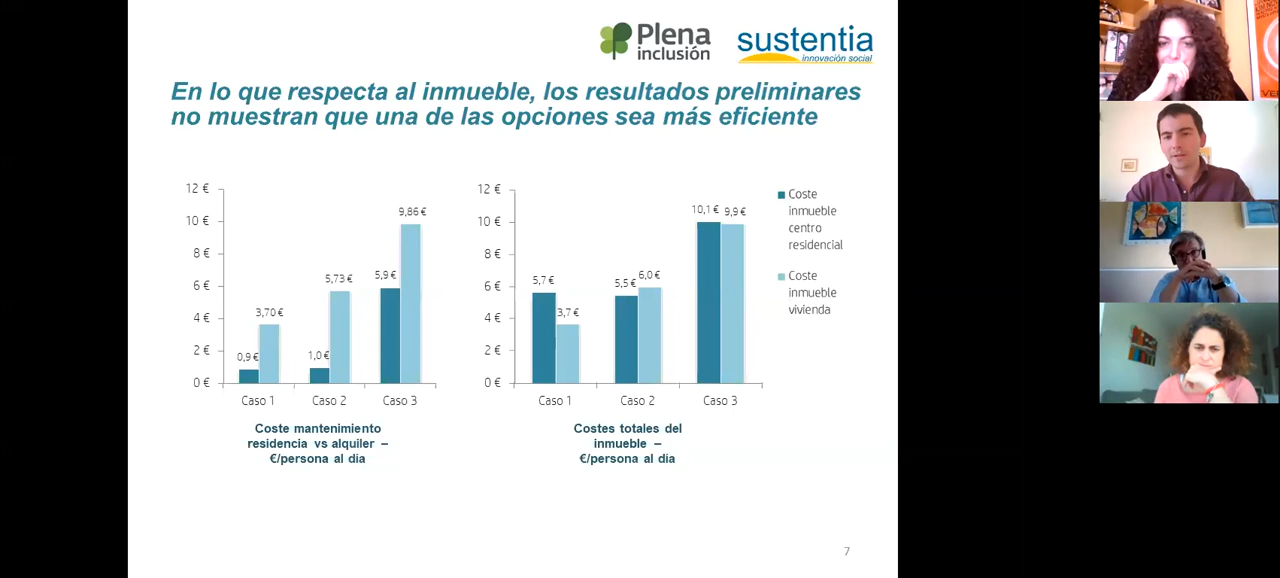 Plena
inclusión
sustentia
innovación social
En lo que respecta al inmueble, los resultados preliminares
no muestran que una de las opciones sea más eficiente
12 €
10 €
8 €
6 €
4 €
2 €
0 €
0,9 €
3,70 €
1,0 €
5,73 €
5,9 €
9,86 €
Caso 1
Caso 2
Caso 3
Coste mantenimiento
residencia vs alquiler –
€/persona al dia
12 €
10 €
8 €
6 €
4 €
2 €
0 €
5,7 €
3,7 €
5,5 €
6,0 €
10,1 €
9,9 €
Caso 1
Caso 2
Caso 3
Costes totales del
inmueble –
€/persona al dia
Coste
inmueble
centro
residencial
Coste
inmueble
vivienda
7